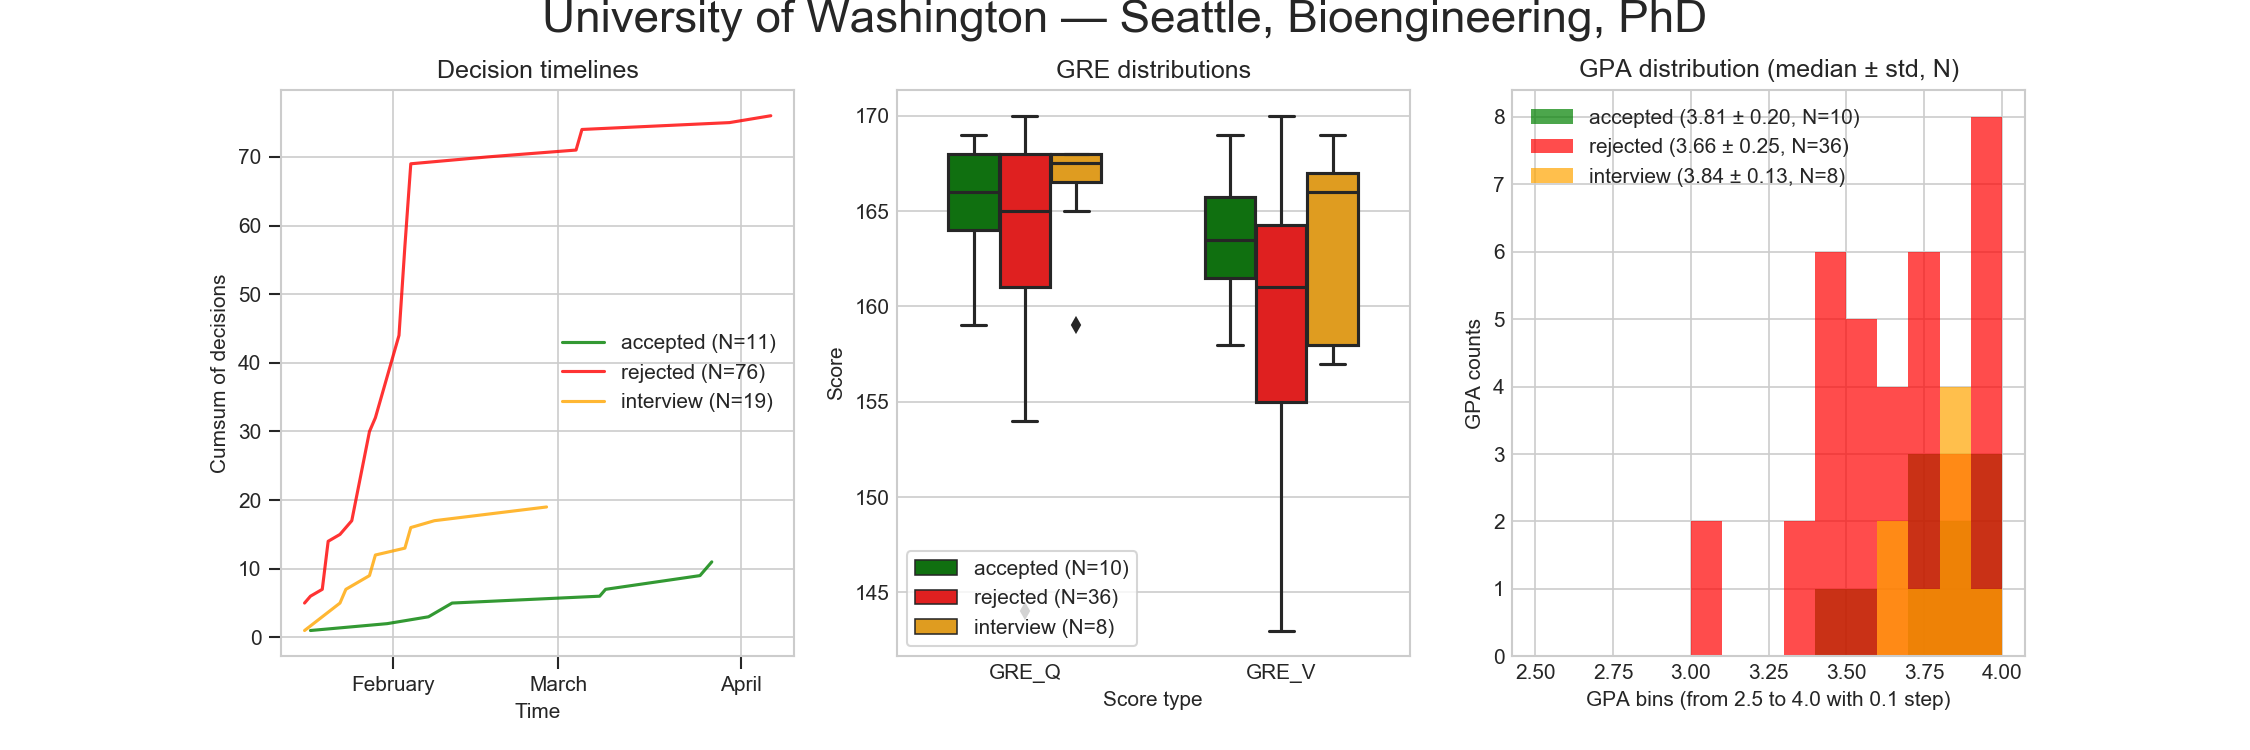 University of Washington — Seattle, Bioengineering, PhD
Decision timelines
Cumsum of decisions
70
60
50
40
30
20
10
0
accepted (N=11)
rejected (N=76)
interview (N=19)
February
March
April
Time
GRE distributions
Score
170
165
160
155
150
145
accepted (N=10)
rejected (N=36)
interview (N=8)
GRE_Q
GRE_V
Score type
GPA distribution (median ± std, N)
GPA counts
8
7
6
5
4
3
2
1
0
accepted (3.81 ± 0.20, N=10)
rejected (3.66 ± 0.25, N=36)
interview (3.84 ± 0.13, N=8)
2.50
2.75
3.00
3.25
3.50
3.75
4.00
GPA bins (from 2.5 to 4.0 with 0.1 step)